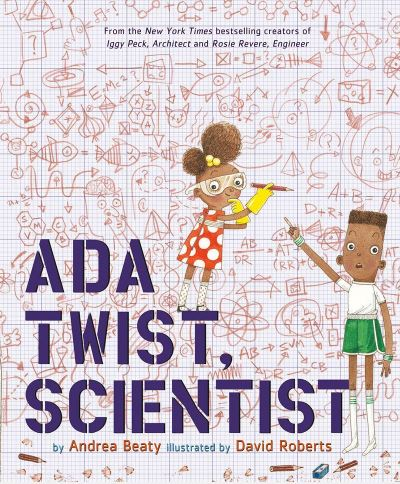 From the New York Times bestselling creators of
Iggy Peck, Architect and Rosie Revere, Engineer
ADA
TWIST,
SCIENTIST
by Andrea Beaty illustrated by David Roberts